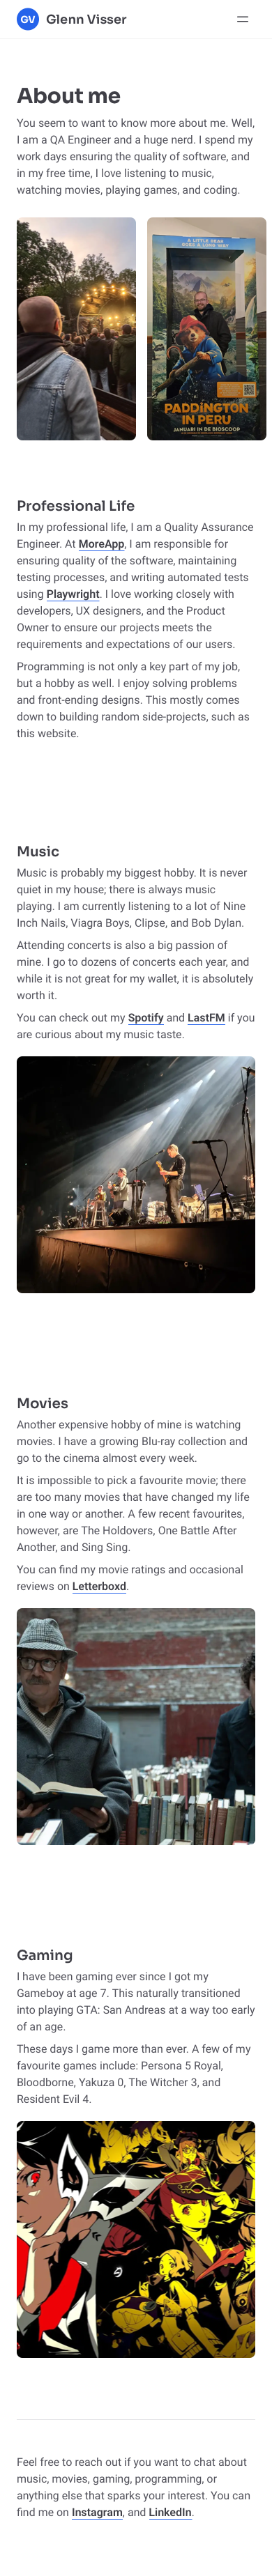 GV Glenn Visser
About me
You seem to want to know more about me. Well,
I am a QA Engineer and a huge nerd. I spend my
work days ensuring the quality of software, and
in my free time, I love listening to music,
watching movies, playing games, and coding.
A LITTLE BEAR
PADDINGTON
IN PERU
JANUARI IN DE BIOSCOOP
Professional Life
In my professional life, I am a Quality Assurance
Engineer. At MoreApp, I am responsible for
ensuring quality of the software, maintaining
testing processes, and writing automated tests
using Playwright. I love working closely with
developers, UX designers, and the Product
Owner to ensure our projects meets the
requirements and expectations of our users.
Programming is not only a key part of my job,
but a hobby as well. I enjoy solving problems
and front-ending designs. This mostly comes
down to building random side-projects, such as
this website.
Music
Music is probably my biggest hobby. It is never
quiet in my house; there is always music
playing. I am currently listening to a lot of Nine
Inch Nails, Viagra Boys, Clipse, and Bob Dylan.
Attending concerts is also a big passion of
mine. I go to dozens of concerts each year, and
while it is not great for my wallet, it is absolutely
worth it.
You can check out my Spotify and LastFM if you
are curious about my music taste.
Movies
Another expensive hobby of mine is watching
movies. I have a growing Blu-ray collection and
go to the cinema almost every week.
It is impossible to pick a favourite movie; there
are too many movies that have changed my life
in one way or another. A few recent favourites,
however, are The Holdovers, One Battle After
Another, and Sing Sing.
You can find my movie ratings and occasional
reviews on Letterboxd.
Gaming
I have been gaming ever since I got my
Gameboy at age 7. This naturally transitioned
into playing GTA: San Andreas at a way too early
of an age.
These days I game more than ever. A few of my
favourite games include: Persona 5 Royal,
Bloodborne, Yakuza 0, The Witcher 3, and
Resident Evil 4.
Feel free to reach out if you want to chat about
music, movies, gaming, programming, or
anything else that sparks your interest. You can
find me on Instagram, and LinkedIn.